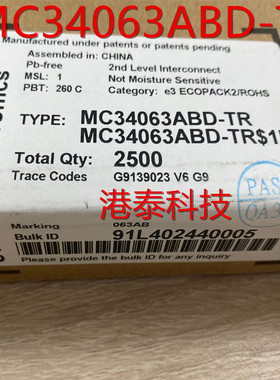 MC34063ABD-T
Manufactured under patents or patents pending
Assembled in: CHINA
Pb-free 2nd Level Interconnect
MSL: 1 Not Moisture Sensitive
PBT: 260 C Category: e3 ECOPACK2/ROHS
TYPE: MC34063ABD-TR
MC34063ABD-TR$1
Total Qty: 2500
Trace Codes G9139023 V6 G9
PAS
QA3
港泰科技
Marking 063AB
Bulk ID 91L402440005
Please provide the bulk ID for any inquiry